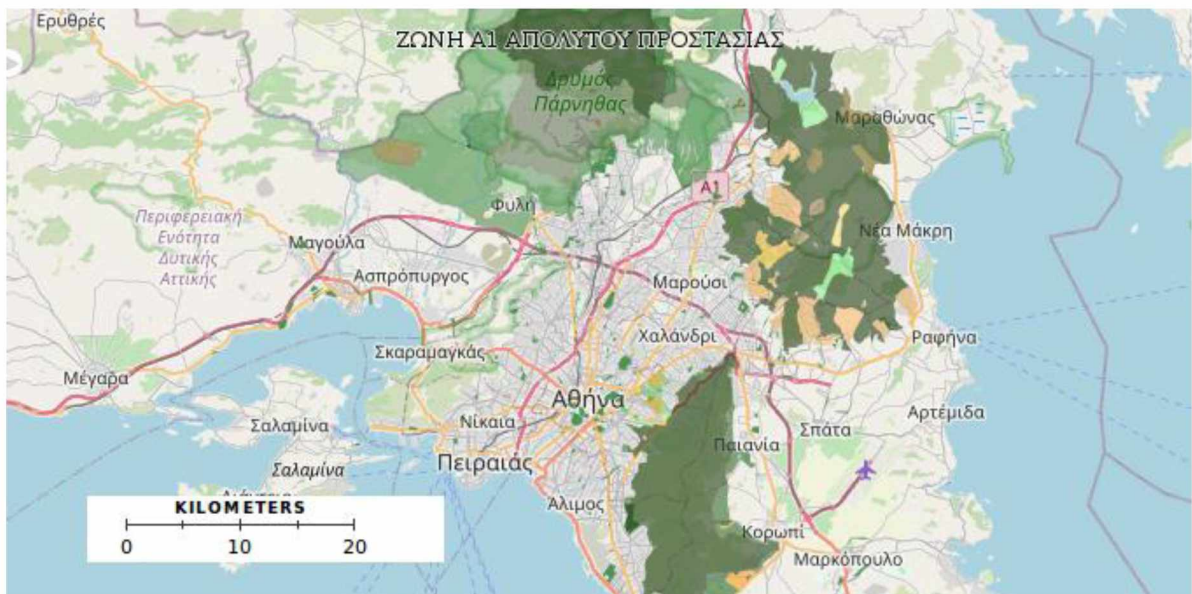 Ερυθρές
ΖΩΝΗ Α1 ΑΠΟΛΥΤΟΥ ΠΡΟΣΤΑΣΙΑΣ
Δρυμός
Πάρνηθας
Μαραθώνας
A1
Φυλή
Περιφερειακή
Ενότητα
Δυτικής
Αττικής
Μαγούλα
Νέα Μάκρη
Ασπρόπυργος
Μαρούσι
Χαλάνδρι
Ραφήνα
Σκαραμαγκάς
Μέγαρα
Αθήνα
Αρτέμιδα
Σαλαμίνα
Νίκαια
Σπάτα
Παιανία
Πειραιάς
Σαλαμίνα
Άλιμος
KILOMETERS
0 10 20
Κορωπί
Μαρκόπουλο